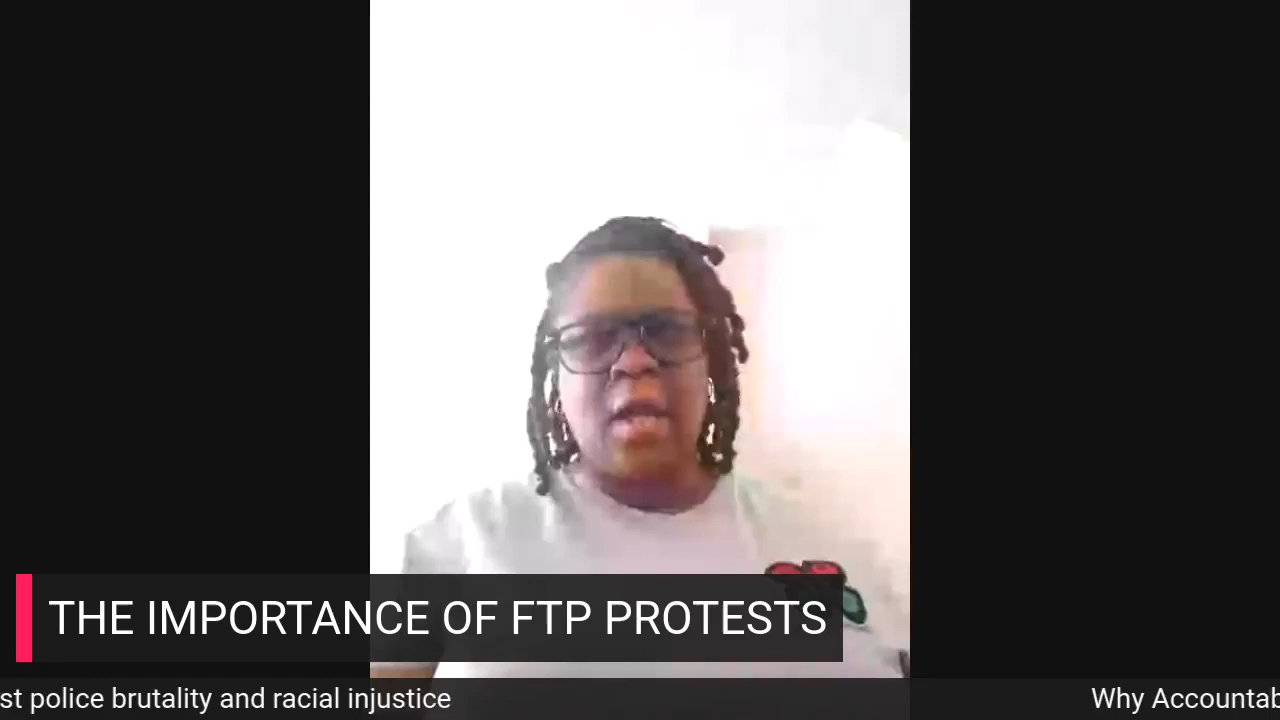 THE IMPORTANCE OF FTP PROTESTS
st police brutality and racial injustice
Why Accountab